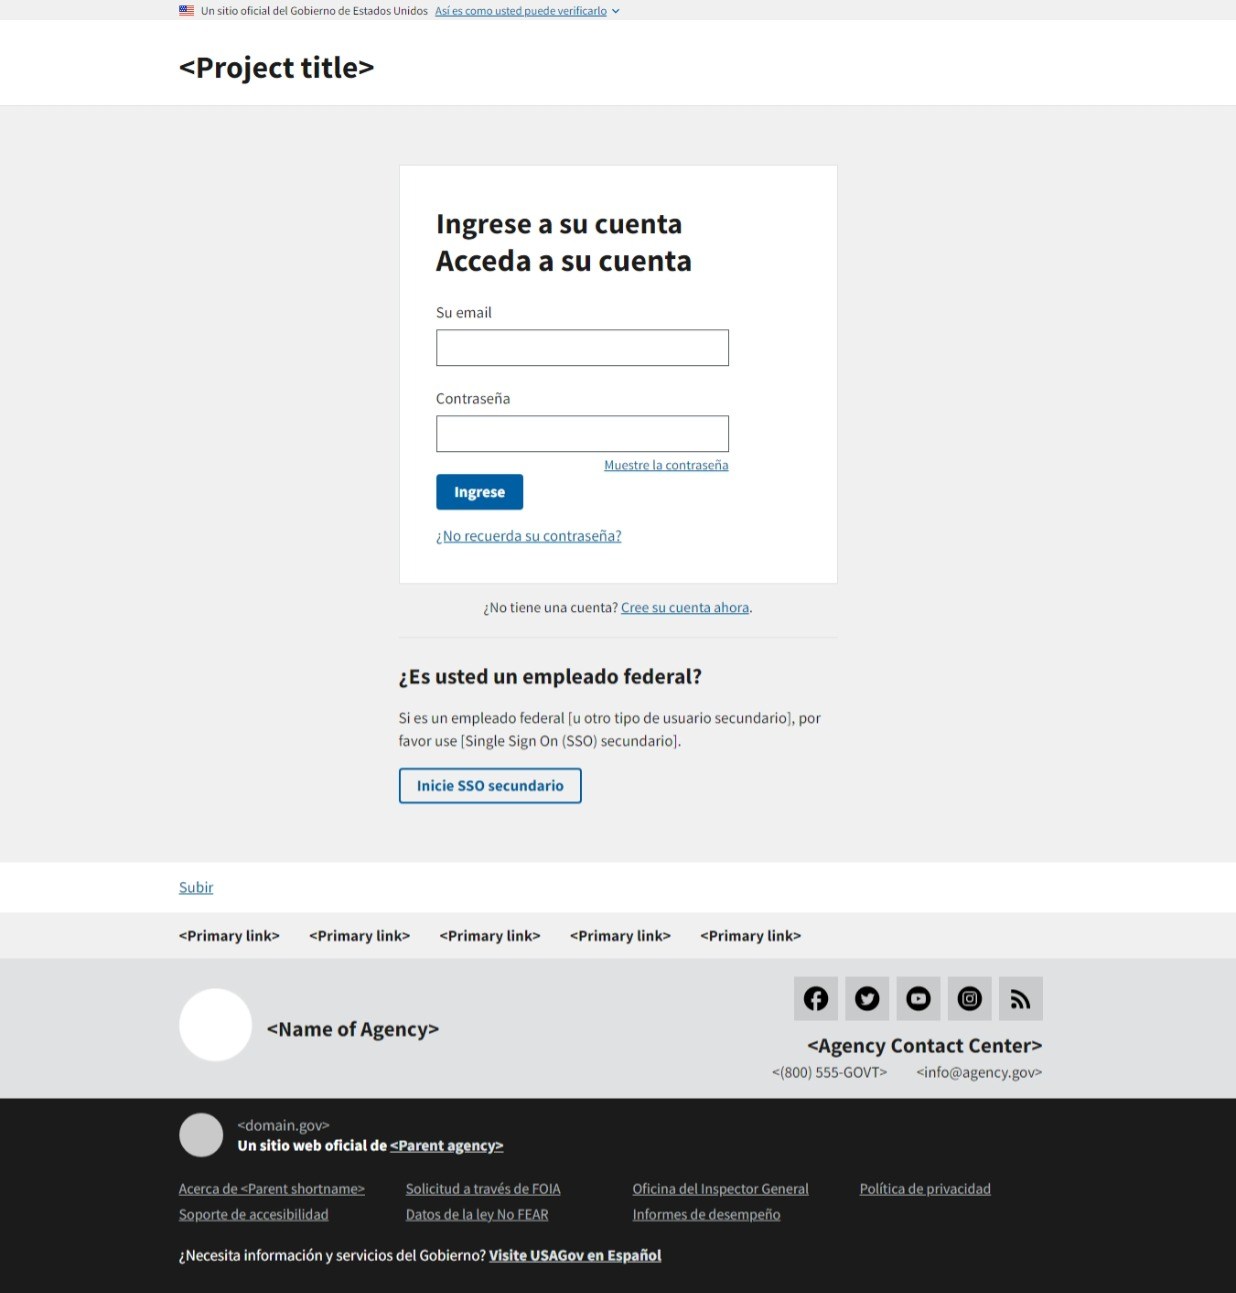 Un sitio oficial del Gobierno de Estados Unidos Así es como usted puede verificarlo
<Project title>
Ingrese a su cuenta
Acceda a su cuenta
Su email
Contraseña
Muestre la contraseña
Ingrese
¿No recuerda su contraseña?
¿No tiene una cuenta? Cree su cuenta ahora.
¿Es usted un empleado federal?
Si es un empleado federal [u otro tipo de usuario secundario], por
favor use [Single Sign On (SSO) secundario].
Inicie SSO secundario
Subir
<Primary link> <Primary link> <Primary link> <Primary link> <Primary link>
<Name of Agency>
<Agency Contact Center>
<(800) 555-GOVT> <info@agency.gov>
<domain.gov>
Un sitio web oficial de <Parent agency>
Acerca de <Parent shortname> Solicitud a través de FOIA Oficina del Inspector General Política de privacidad
Soporte de accesibilidad Datos de la ley No FEAR Informes de desempeño
¿Necesita información y servicios del Gobierno? Visite USAGov en Español